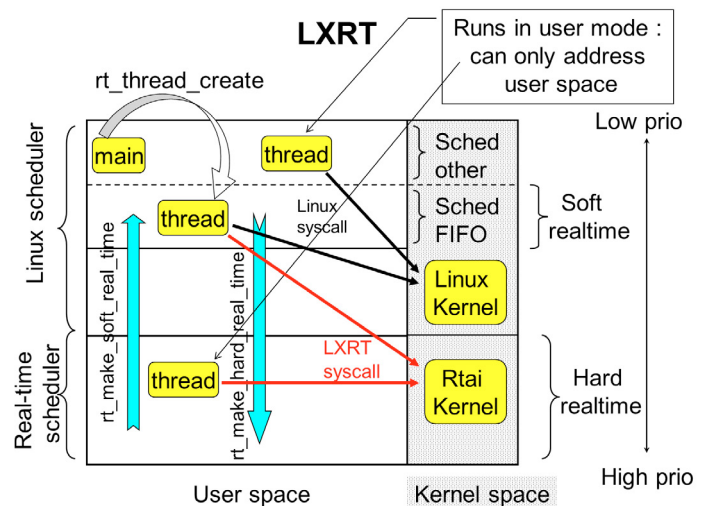 LXRT
Runs in user mode :
can only address
user space
rt_thread_create
Low prio
main
thread
Sched
other
Linux scheduler
thread
Linux
syscall
Sched
FIFO
Soft
realtime
rt_make_soft_real_time
rt_make_hard_real_time
Linux
Kernel
Real-time
scheduler
thread
LXRT
syscall
Rtai
Kernel
Hard
realtime
High prio
User space
Kernel space